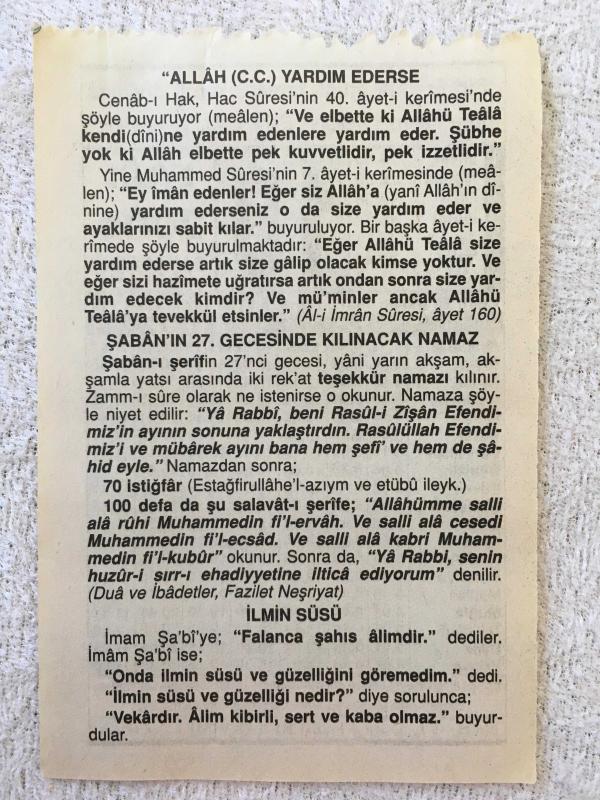 “ALLÂH (C.C.) YARDIM EDERSE
Cenâb-ı Hak, Hac Sûresi’nin 40. âyet-i kerîmesi’nde
şöyle buyuruyor (meâlen); “Ve elbette ki Allâhü Teâlâ
kendi(dîni)ne yardım edenlere yardım eder. Şübhe
yok ki Allâh elbette pek kuvvetlidir, pek izzetlidir.”
Yine Muhammed Sûresi’nin 7. âyet-i kerîmesinde (meâ-
len); “Ey îmân edenler! Eğer siz Allâh’a (yanî Allâh’ın dî-
nine) yardım ederseniz o da size yardım eder ve
ayaklarınızı sabit kılar.” buyuruluyor. Bir başka âyet-i ke-
rîmede şöyle buyurulmaktadır: “Eğer Allâhü Teâlâ size
yardım ederse artık size gâlip olacak kimse yoktur. Ve
eğer sizi hazîmete uğratırsa artık ondan sonra size yar-
dım edecek kimdir? Ve mü’minler ancak Allâhü
Teâlâ’ya tevekkül etsinler.” (Âl-i İmrân Sûresi, âyet 160)
ŞABÂN’IN 27. GECESİNDE KILINACAK NAMAZ
Şabân-ı şerîfin 27’nci gecesi, yâni yarın akşam, ak-
şamla yatsı arasında iki rek’at teşekkür namazı kılınır.
Zamm-ı sûre olarak ne istenirse o okunur. Namaza şöy-
le niyet edilir: “Yâ Rabbî, beni Rasûl-i Zîşân Efendi-
miz’in ayının sonuna yaklaştırdın. Rasûlüllah Efendi-
miz’i ve mübârek ayını bana hem şefî’ ve hem de şâ-
hid eyle.” Namazdan sonra;
70 istiğfâr (Estağfirullâhe’l-azıym ve etübû ileyk.)
100 defa da şu salavât-ı şerîfe; “Allâhümme salli
alâ rûhi Muhammedin fi’l-ervâh. Ve salli alâ cesedi
Muhammedin fi’l-ecsâd. Ve salli alâ kabri Muham-
medin fi’l-kubûr” okunur. Sonra da, “Yâ Rabbi, senin
huzûr-i sırr-ı ehadiyyetine ilticâ ediyorum” denilir.
(Duâ ve İbâdetler, Fazilet Neşriyat)
İLMİN SÜSÜ
İmam Şa’bî’ye; “Falanca şahıs âlimdir.” dediler.
İmâm Şa’bî ise;
“Onda ilmin süsü ve güzelliğini göremedim.” dedi.
“İlmin süsü ve güzelliği nedir?” diye sorulunca;
“Vekârdır. Âlim kibirli, sert ve kaba olmaz.” buyur-
dular.